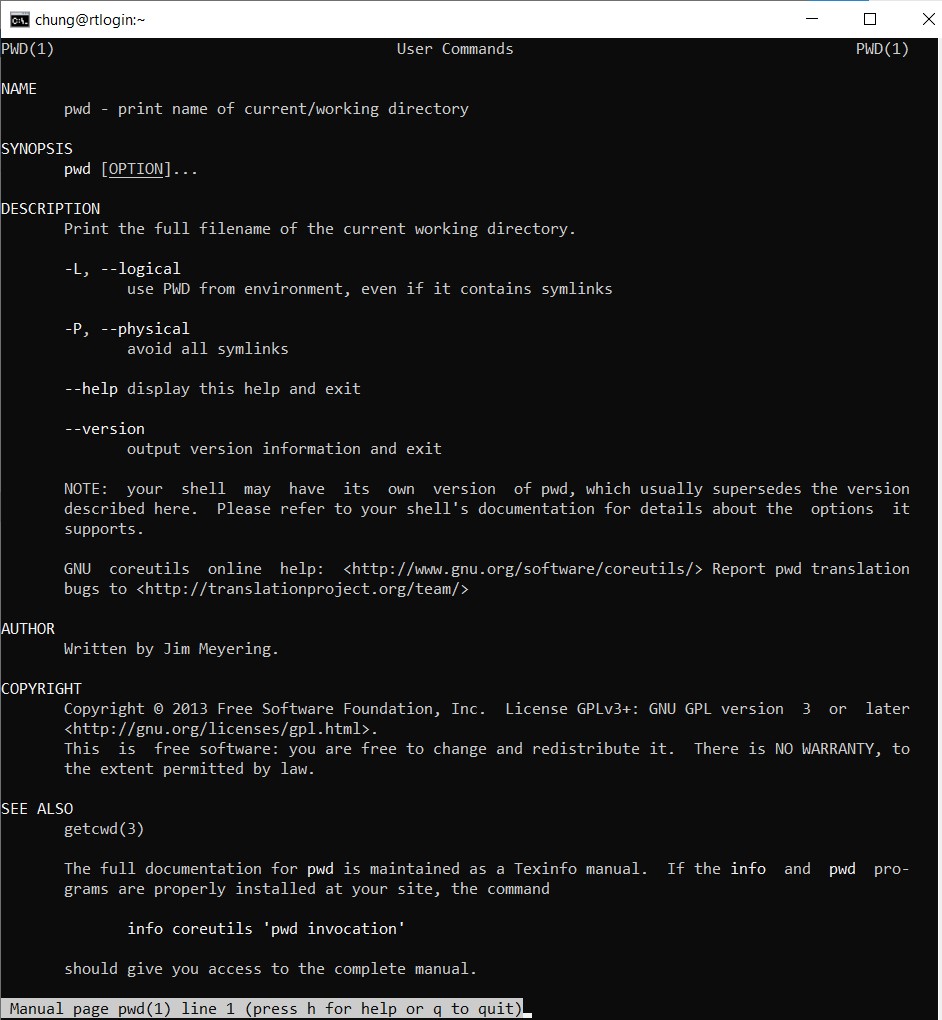 chung@rtlogin:~
PWD(1) User Commands PWD(1)
NAME
pwd - print name of current/working directory
SYNOPSIS
pwd [OPTION]...
DESCRIPTION
Print the full filename of the current working directory.
-L, --logical
use PWD from environment, even if it contains symlinks
-P, --physical
avoid all symlinks
--help display this help and exit
--version
output version information and exit
NOTE:  your  shell  may  have  its  own  version  of pwd, which usually supersedes the version
described here.  Please refer to your shell's documentation for details about the  options  it
supports.
GNU  coreutils  online  help:  <http://www.gnu.org/software/coreutils/> Report pwd translation
bugs to <http://translationproject.org/team/>
AUTHOR
Written by Jim Meyering.
COPYRIGHT
Copyright © 2013 Free Software Foundation, Inc.  License GPLv3+: GNU GPL version  3  or  later
<http://gnu.org/licenses/gpl.html>.
This  is  free software: you are free to change and redistribute it.  There is NO WARRANTY, to
the extent permitted by law.
SEE ALSO
getcwd(3)
The full documentation for pwd is maintained as a Texinfo manual.  If the info  and  pwd  pro-
grams are properly installed at your site, the command
info coreutils 'pwd invocation'
should give you access to the complete manual.
Manual page pwd(1) line 1 (press h for help or q to quit)